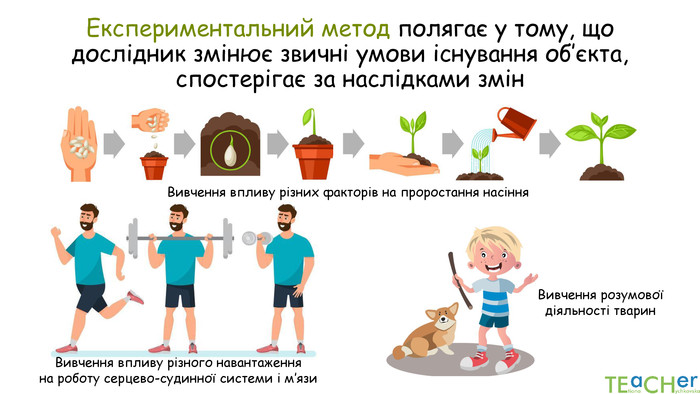 Експериментальний метод полягає у тому, що
дослідник змінює звичні умови існування об’єкта,
спостерігає за наслідками змін
Вивчення впливу різних факторів на проростання насіння
Вивчення розумової
діяльності тварин
Вивчення впливу різного навантаження
на роботу серцево-судинної системи і м’язи
TEaCHer